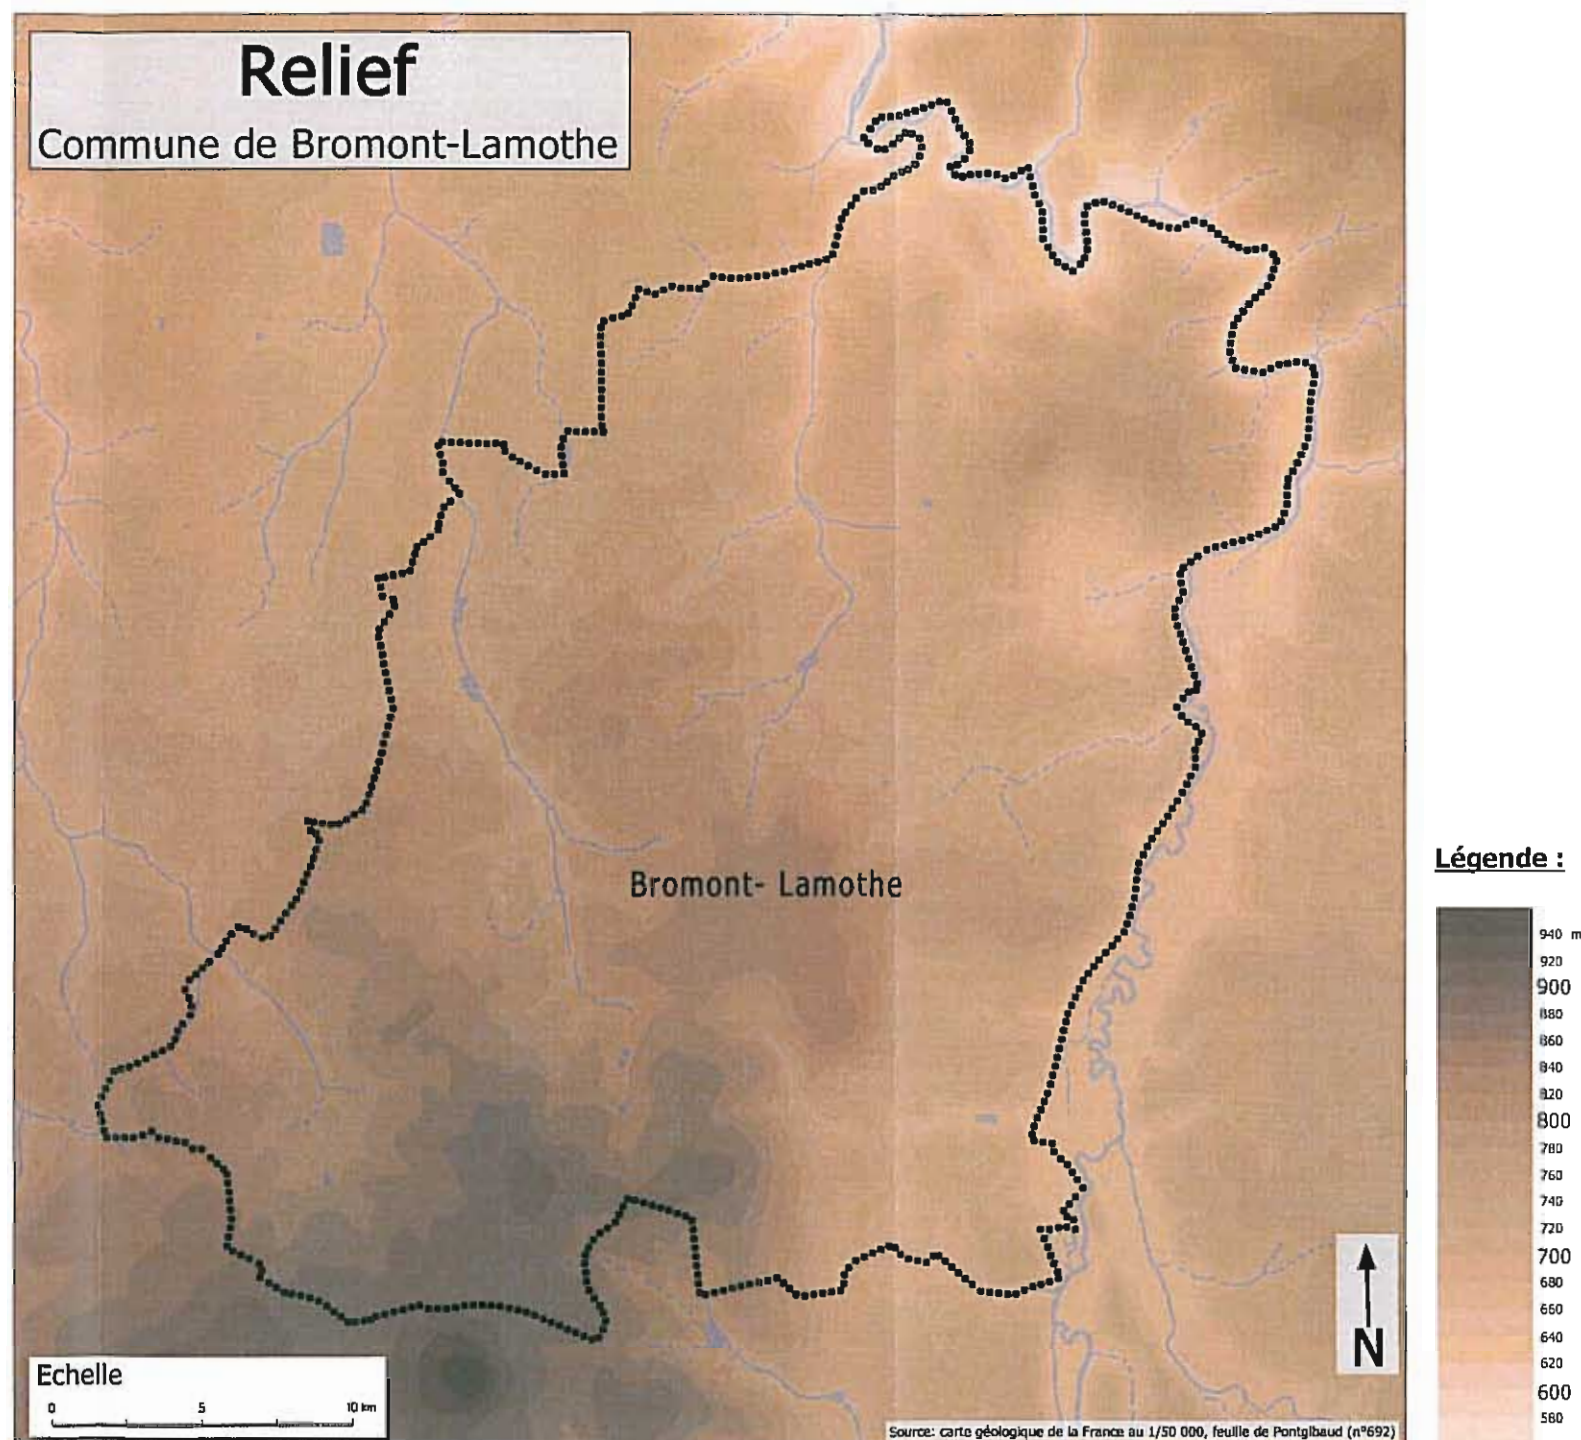 Relief
Commune de Bromont-Lamothe
Bromont- Lamothe
Légende :
940 m
920
900
880
860
840
820
800
780
760
740
720
700
680
660
640
620
600
580
N
Echelle
0 5 10 km
Source: carte géologique de la France au 1/50 000, feuille de Pontgibaud (n°692)